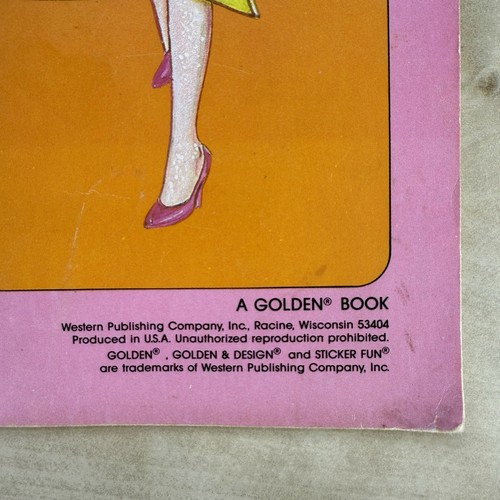 A GOLDEN® BOOK
Western Publishing Company, Inc., Racine, Wisconsin 53404
Produced in U.S.A. Unauthorized reproduction prohibited.
GOLDEN® , GOLDEN & DESIGN® and STICKER FUN®
are trademarks of Western Publishing Company, Inc.